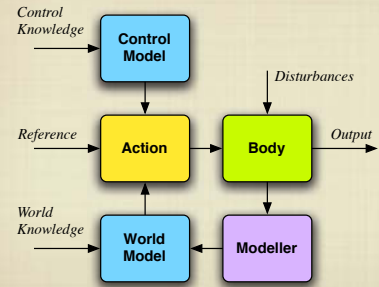 Control
Knowledge
Control
Model
Disturbances
Reference
Action
Body
Output
World
Knowledge
World
Model
Modeller